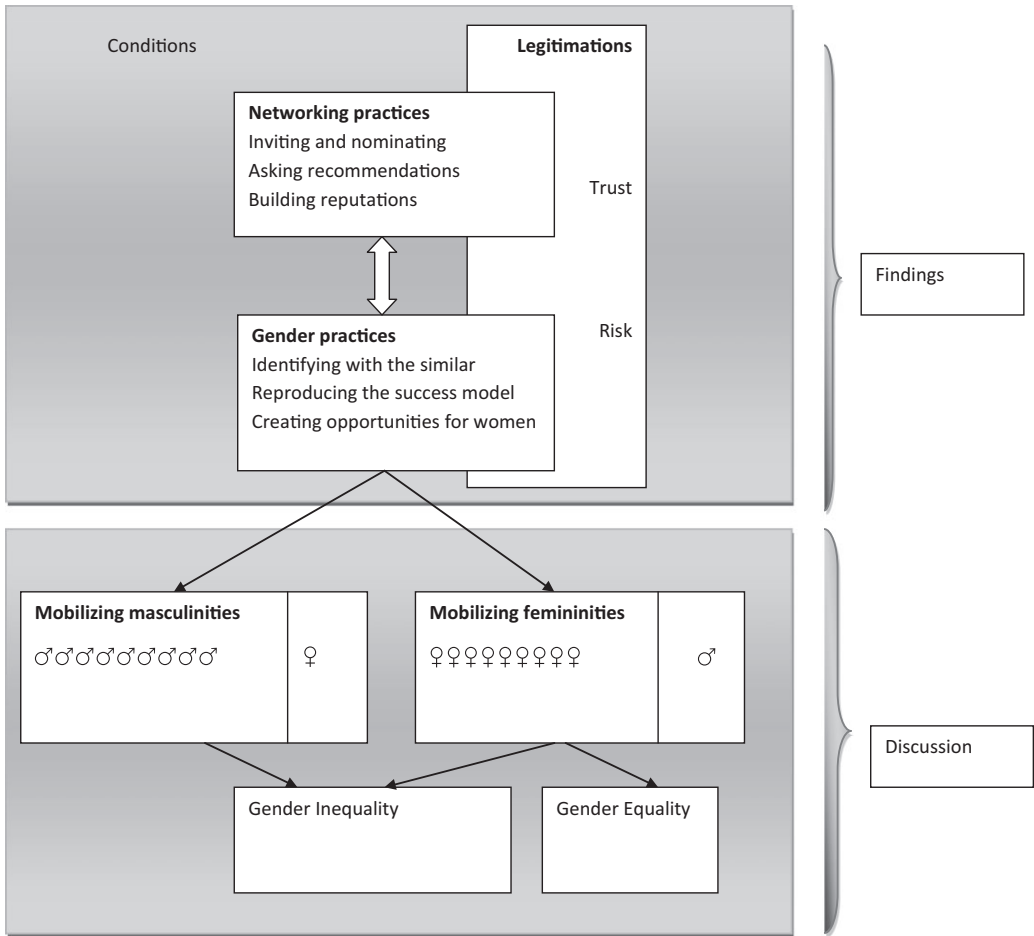 Conditions
Legitimations
Networking practices
Inviting and nominating
Asking recommendations
Building reputations
Trust
Gender practices
Identifying with the similar
Reproducing the success model
Creating opportunities for women
Risk
Findings
Mobilizing masculinities
♂♂♂♂♂♂♂♂♂
♀
Mobilizing femininities
♀♀♀♀♀♀♀♀♀
♂
Gender Inequality
Gender Equality
Discussion